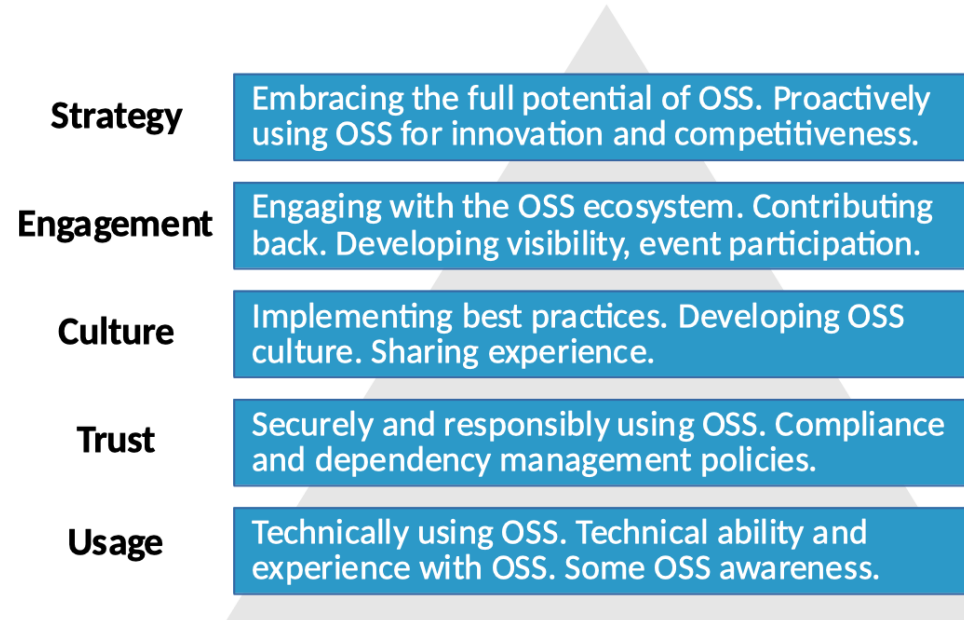 Strategy
Embracing the full potential of OSS. Proactively
using OSS for innovation and competitiveness.
Engagement
Engaging with the OSS ecosystem. Contributing
back. Developing visibility, event participation.
Culture
Implementing best practices. Developing OSS
culture. Sharing experience.
Trust
Securely and responsibly using OSS. Compliance
and dependency management policies.
Usage
Technically using OSS. Technical ability and
experience with OSS. Some OSS awareness.